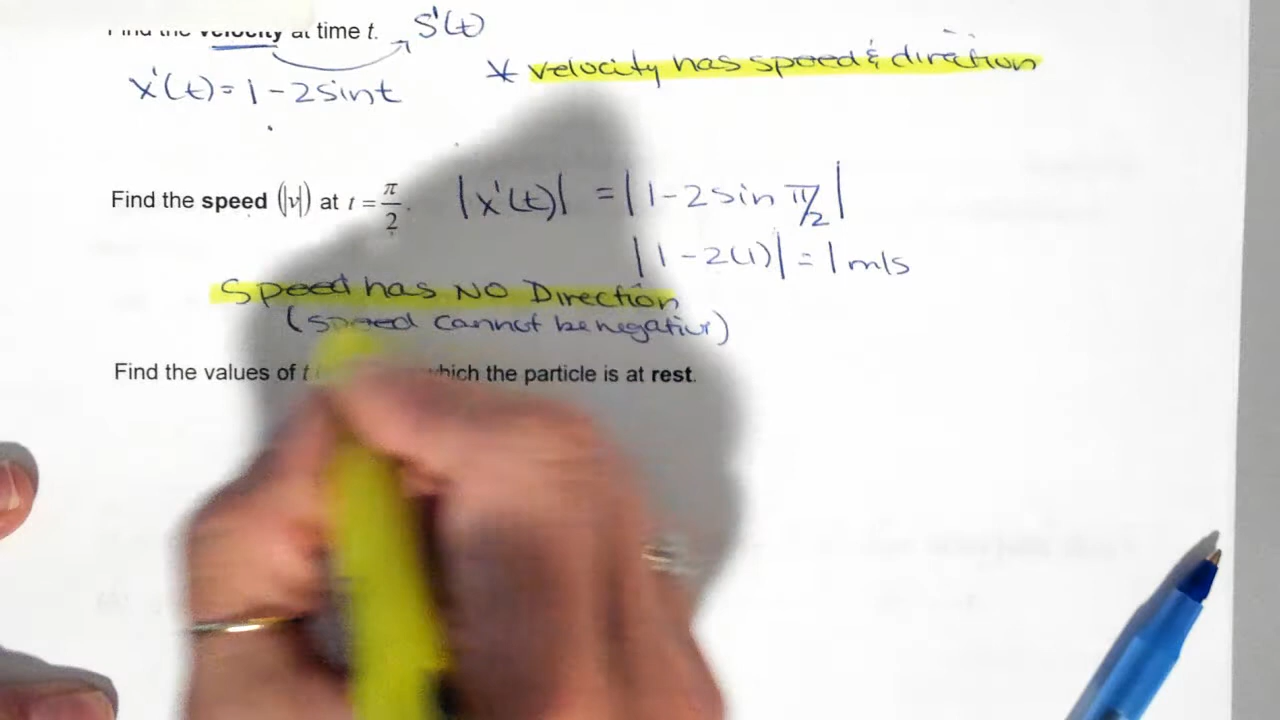 Find the velocity at time t. S'(t)
x'(t) = 1 - 2sint
* velocity has speed & direction
Find the speed (|v|) at t = π/2. |x'(t)| = |1 - 2 sin π/2|
|1 - 2(1)| = 1 m/s
Speed has NO Direction
(speed cannot be negative)
Find the values of t which the particle is at rest.